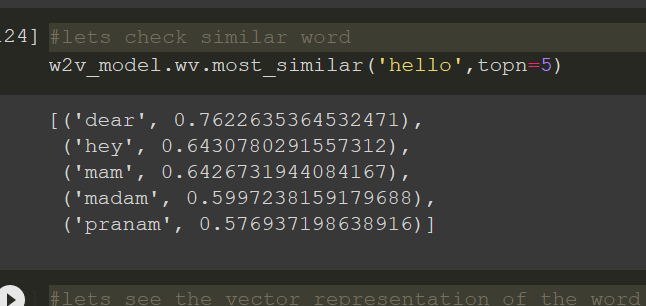 24] #lets check similar word
w2v_model.wv.most_similar('hello',topn=5)
[('dear', 0.7622635364532471),
('hey', 0.6430780291557312),
('mam', 0.6426731944084167),
('madam', 0.5997238159179688),
('pranam', 0.576937198638916)]
#lets see the vector representation of the word